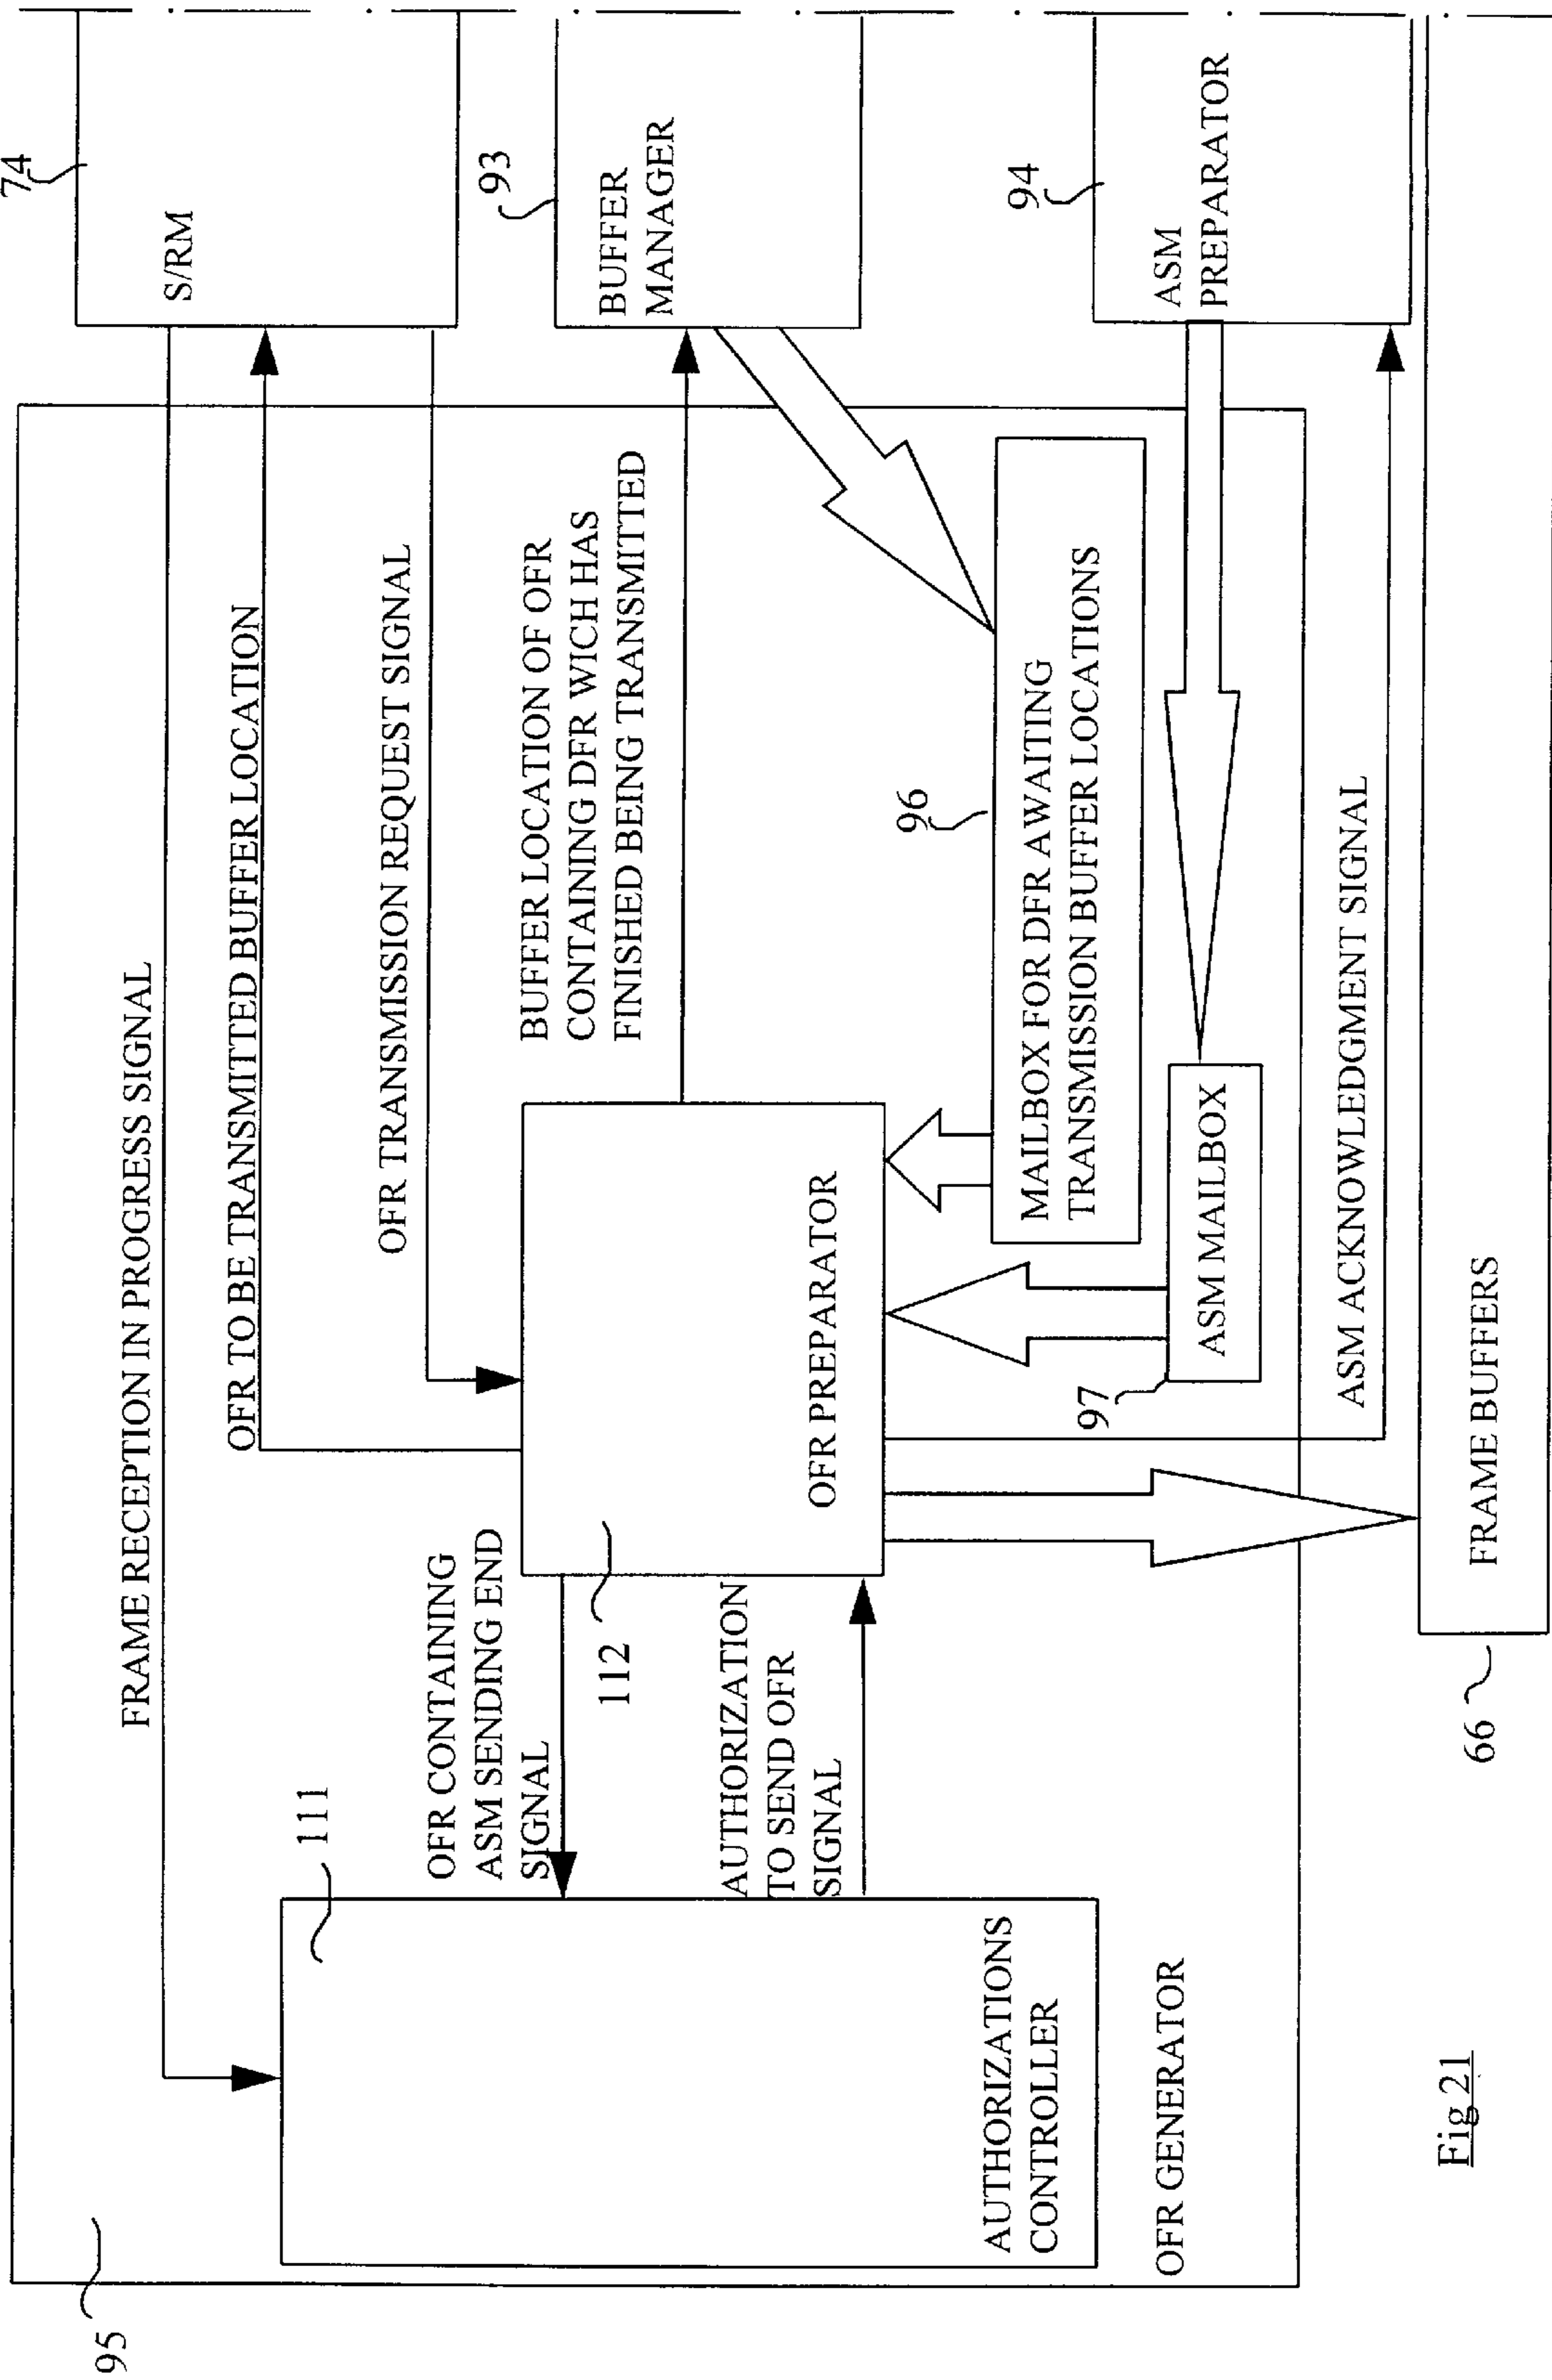 95
111
FRAME RECEPTION IN PROGRESS SIGNAL
OFR TO BE TRANSMITTED BUFFER LOCATION
OFR TRANSMISSION REQUEST SIGNAL
74
S/RM
OFR CONTAINING
ASM SENDING END
SIGNAL
BUFFER LOCATION OF OFR
CONTAINING DFR WICH HAS
FINISHED BEING TRANSMITTED
93
BUFFER
MANAGER
112
AUTHORIZATION
TO SEND OFR
SIGNAL
OFR PREPARATOR
96
MAILBOX FOR DFR AWAITING
TRANSMISSION BUFFER LOCATIONS
94
ASM
PREPARATOR
AUTHORIZATIONS
CONTROLLER
97
ASM MAILBOX
OFR GENERATOR
ASM ACKNOWLEDGMENT SIGNAL
66
FRAME BUFFERS
Fig 21